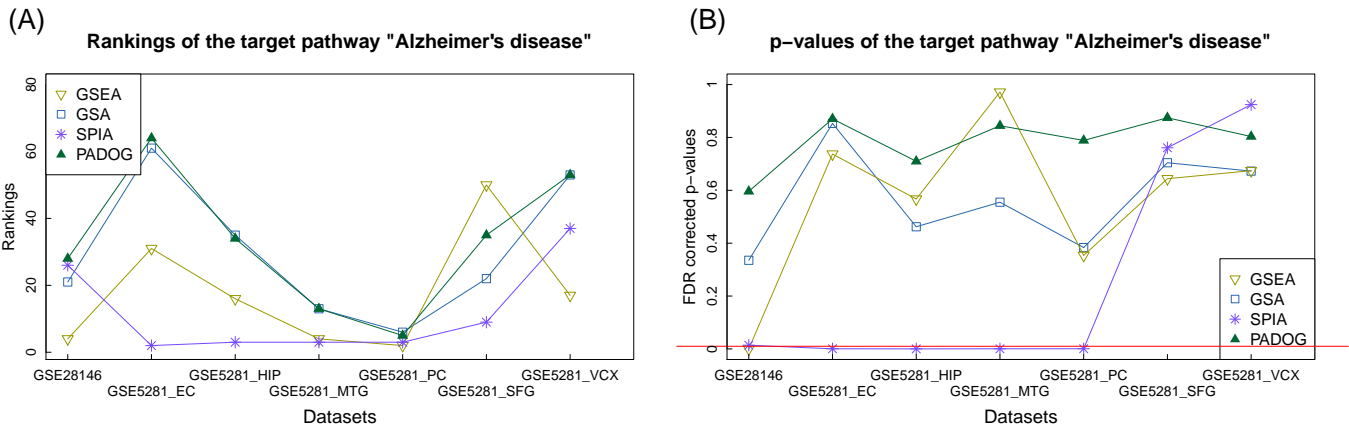 (A)
Rankings of the target pathway "Alzheimer's disease"
Rankings
0
20
40
60
80
GSEA
GSA
SPIA
PADOG
GSE28146
GSE5281_EC
GSE5281_HIP
GSE5281_MTG
GSE5281_PC
GSE5281_SFG
GSE5281_VCX
Datasets
(B)
p−values of the target pathway "Alzheimer's disease"
FDR corrected p−values
0
0.2
0.4
0.6
0.8
1
GSEA
GSA
SPIA
PADOG
GSE28146
GSE5281_EC
GSE5281_HIP
GSE5281_MTG
GSE5281_PC
GSE5281_SFG
GSE5281_VCX
Datasets